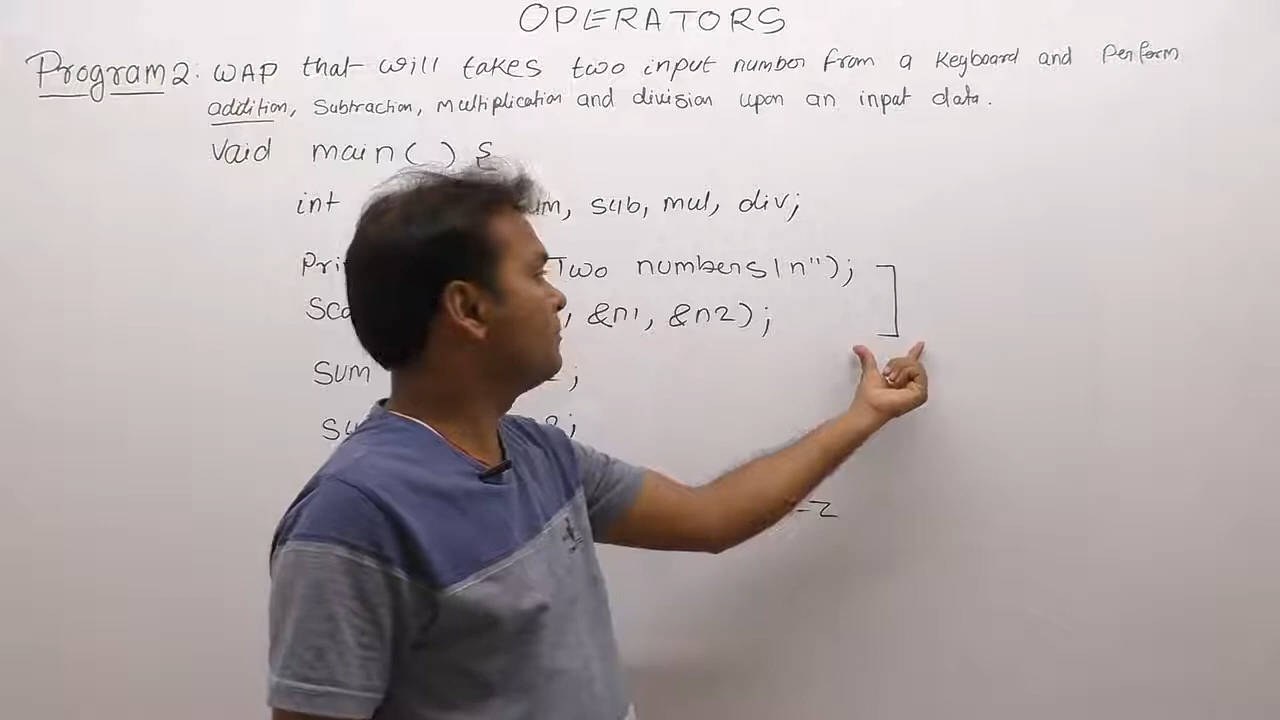 OPERATORS
Program 2: WAP that will takes two input number from a keyboard and Perform
addition, Subtraction, multiplication and division upon an input data.
Void main( ) {
int um, sub, mul, div;
Pri Two numbers\n");
Sca , &n1, &n2);
Sum ;
Su 2;
=2